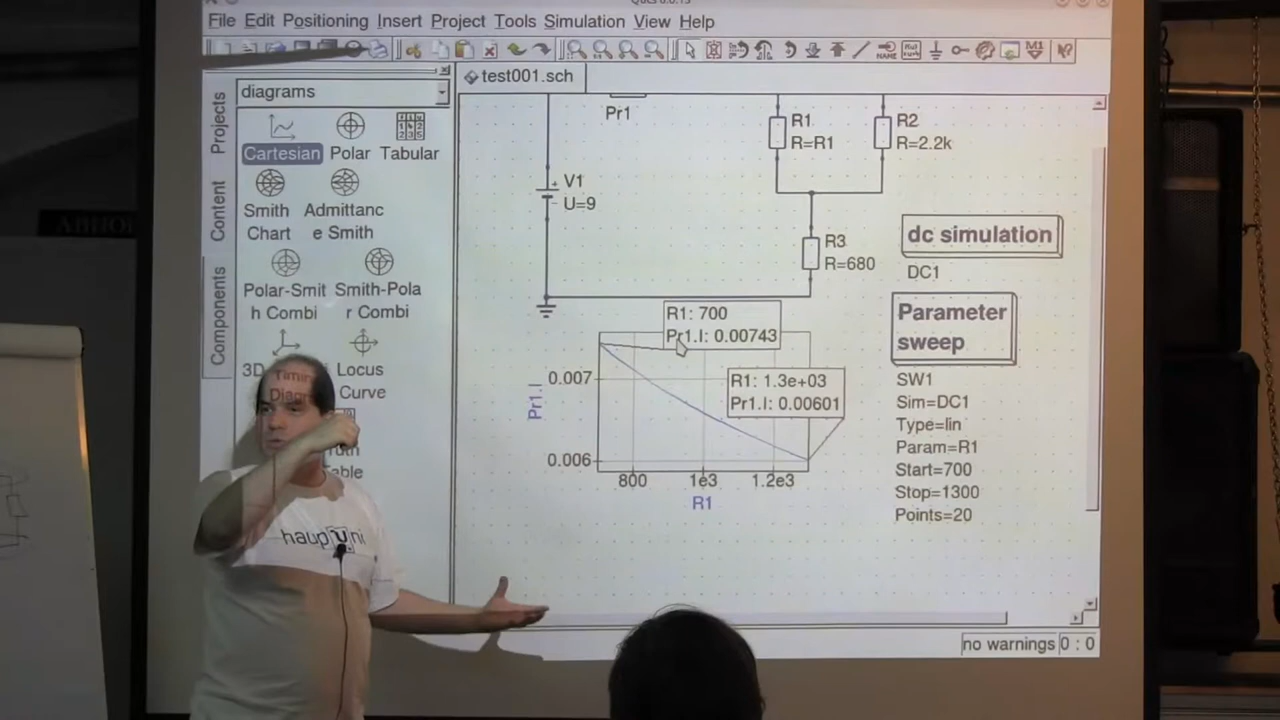 File Edit Positioning Insert Project Tools Simulation View Help
test001.sch
Projects
Content
Components
diagrams
Cartesian Polar Tabular
Smith Admittanc
Chart e Smith
Polar-Smit Smith-Pola
h Combi r Combi
3D Locus
Timin Curve
Diagr
Truth
Table
Pr1
R1
R=R1
R2
R=2.2k
V1
U=9
R3
R=680
dc simulation
DC1
Parameter
sweep
SW1
Sim=DC1
Type=lin
Param=R1
Start=700
Stop=1300
Points=20
R1: 700
Pr1.I: 0.00743
R1: 1.3e+03
Pr1.I: 0.00601
Pr1.I
0.007
0.006
800 1e3 1.2e3
R1
no warnings 0 : 0